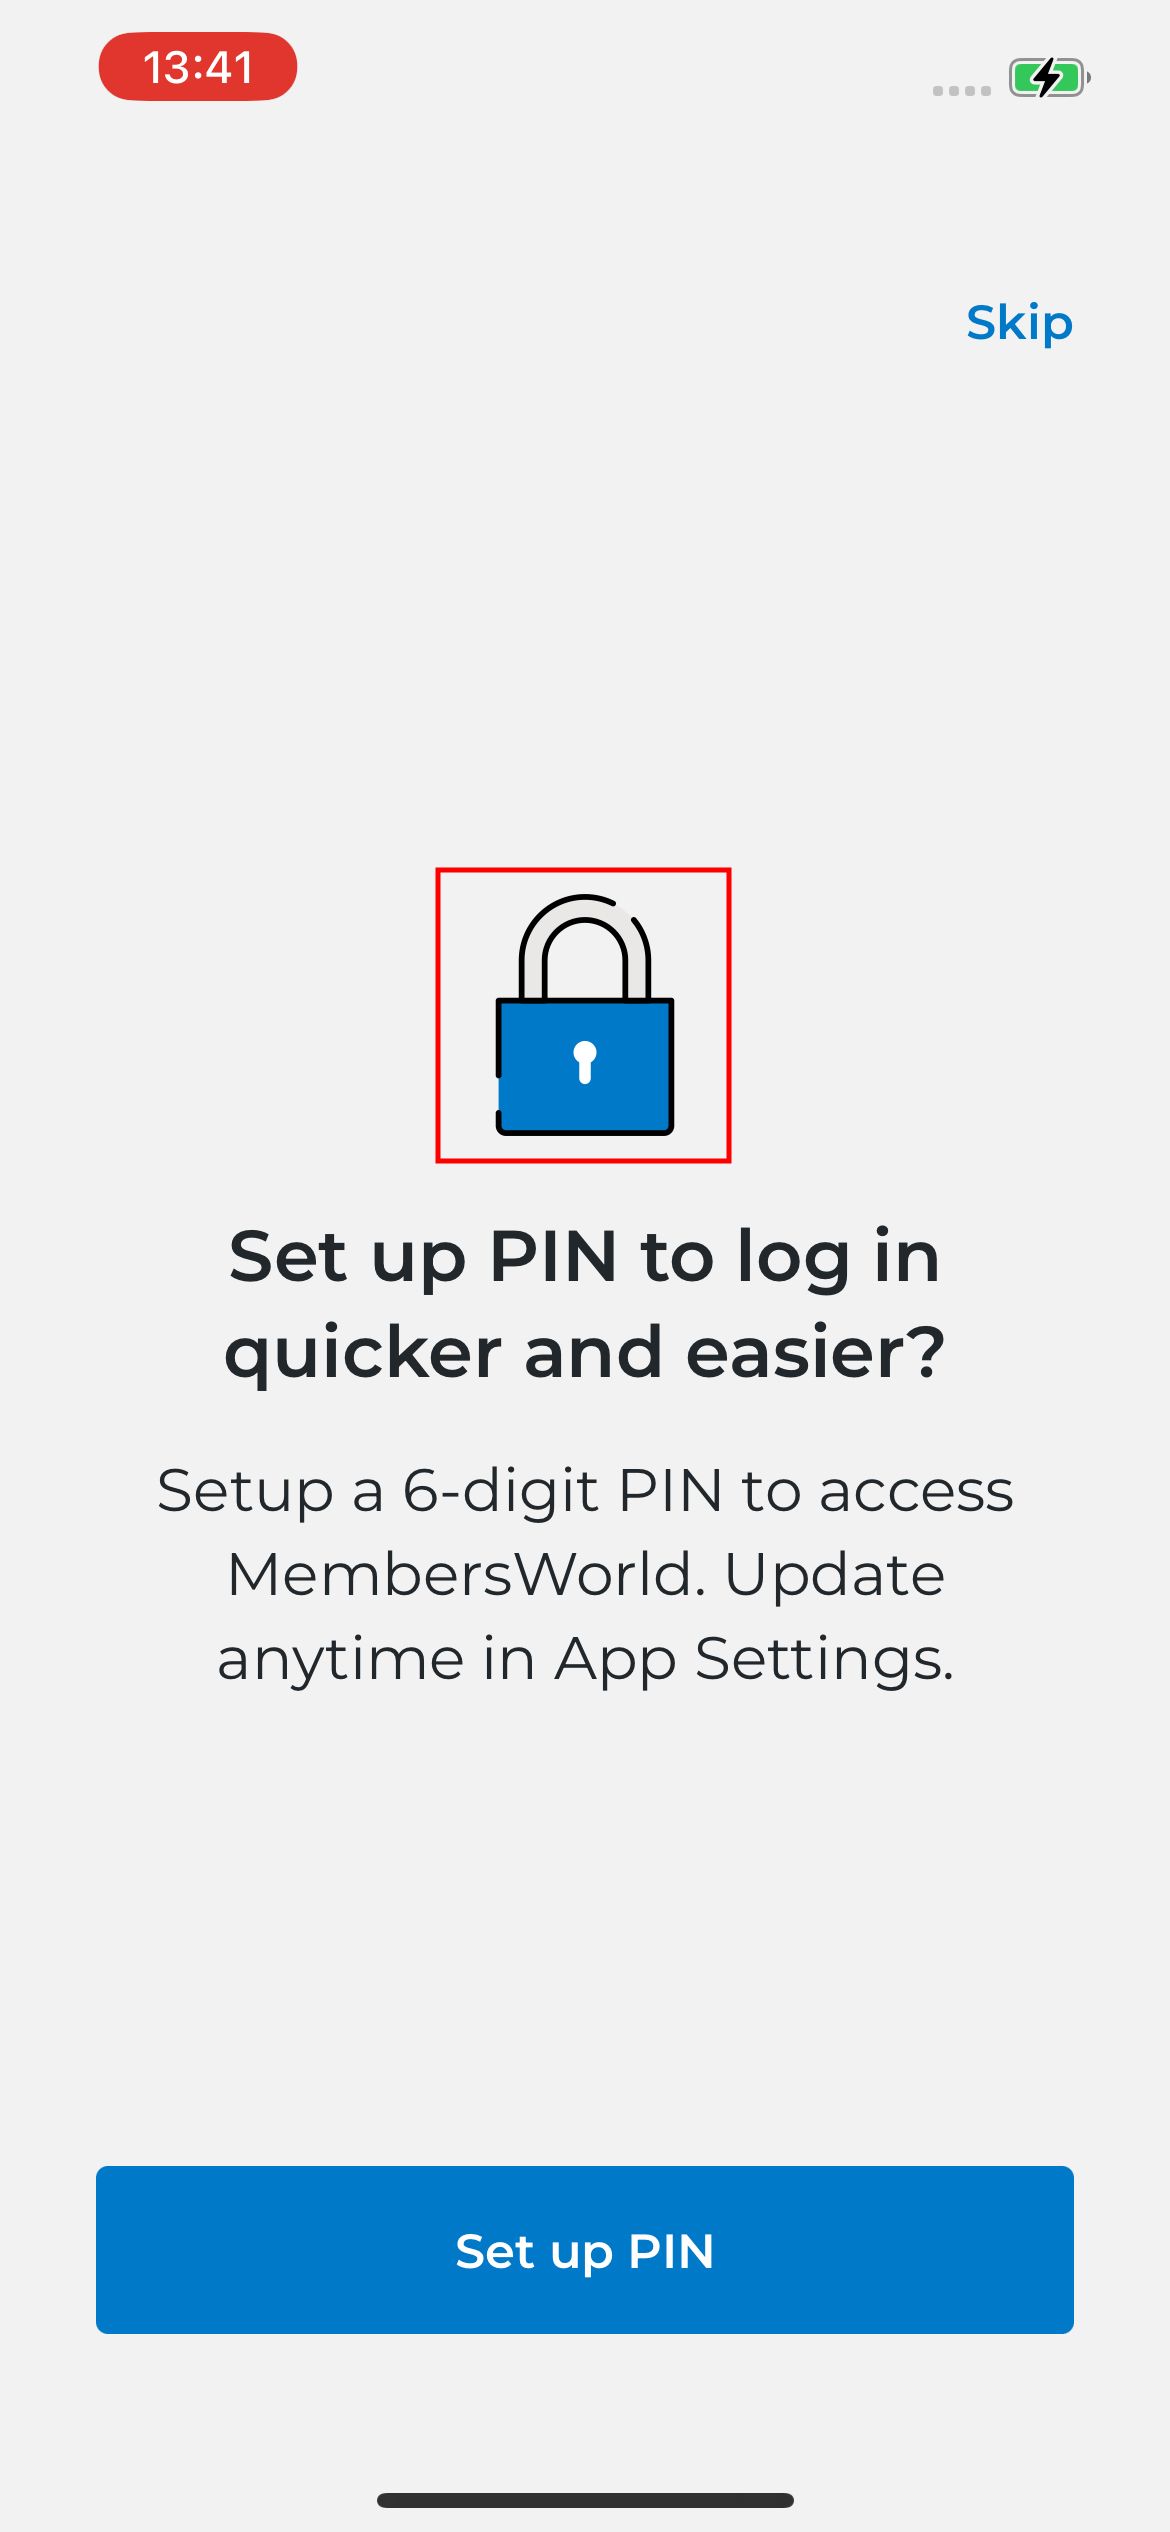 13:41
Skip
Set up PIN to log in
quicker and easier?
Setup a 6-digit PIN to access
MembersWorld. Update
anytime in App Settings.
Set up PIN